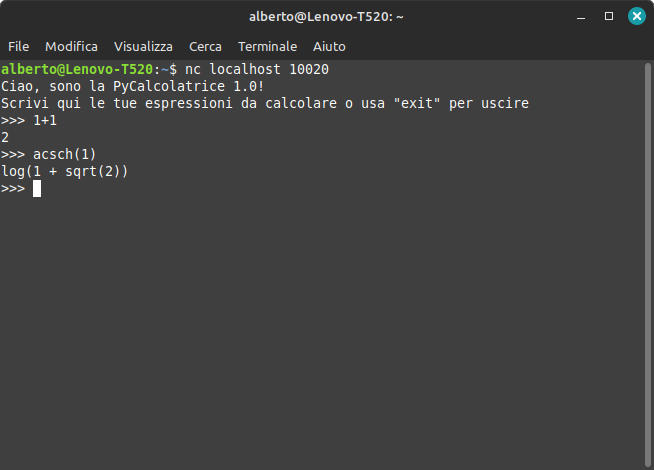 alberto@Lenovo-T520: ~
File Modifica Visualizza Cerca Terminale Aiuto
alberto@Lenovo-T520:~$ nc localhost 10020
Ciao, sono la PyCalcolatrice 1.0!
Scrivi qui le tue espressioni da calcolare o usa "exit" per uscire
>>> 1+1
2
>>> acsch(1)
log(1 + sqrt(2))
>>>